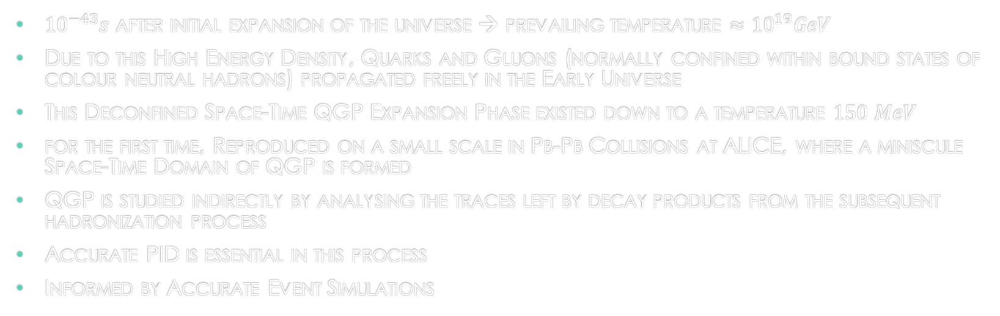 • 10⁻⁴³s after initial expansion of the universe → prevailing temperature ≈ 10¹⁹GeV
• Due to this High Energy Density, Quarks and Gluons (normally confined within bound states of
colour neutral hadrons) propagated freely in the Early Universe
• This Deconfined Space-Time QGP Expansion Phase existed down to a temperature 150 MeV
• for the first time, Reproduced on a small scale in Pb-Pb Collisions at ALICE, where a miniscule
Space-Time Domain of QGP is formed
• QGP is studied indirectly by analysing the traces left by decay products from the subsequent
hadronization process
• Accurate PID is essential in this process
• Informed by Accurate Event Simulations